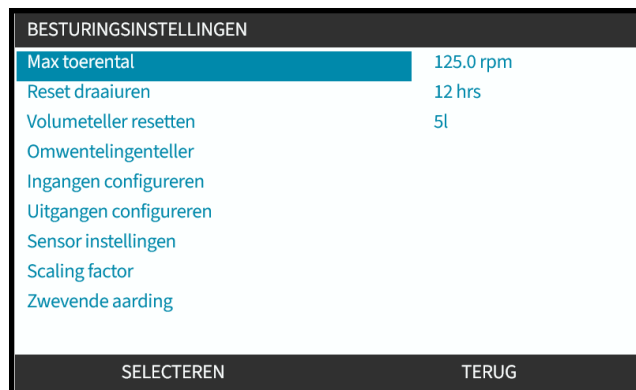 BESTURINGSINSTELLINGEN
Max toerental 125.0 rpm
Reset draaiuren 12 hrs
Volumeteller resetten 5l
Omwentelingenteller
Ingangen configureren
Uitgangen configureren
Sensor instellingen
Scaling factor
Zwevende aarding
SELECTEREN TERUG